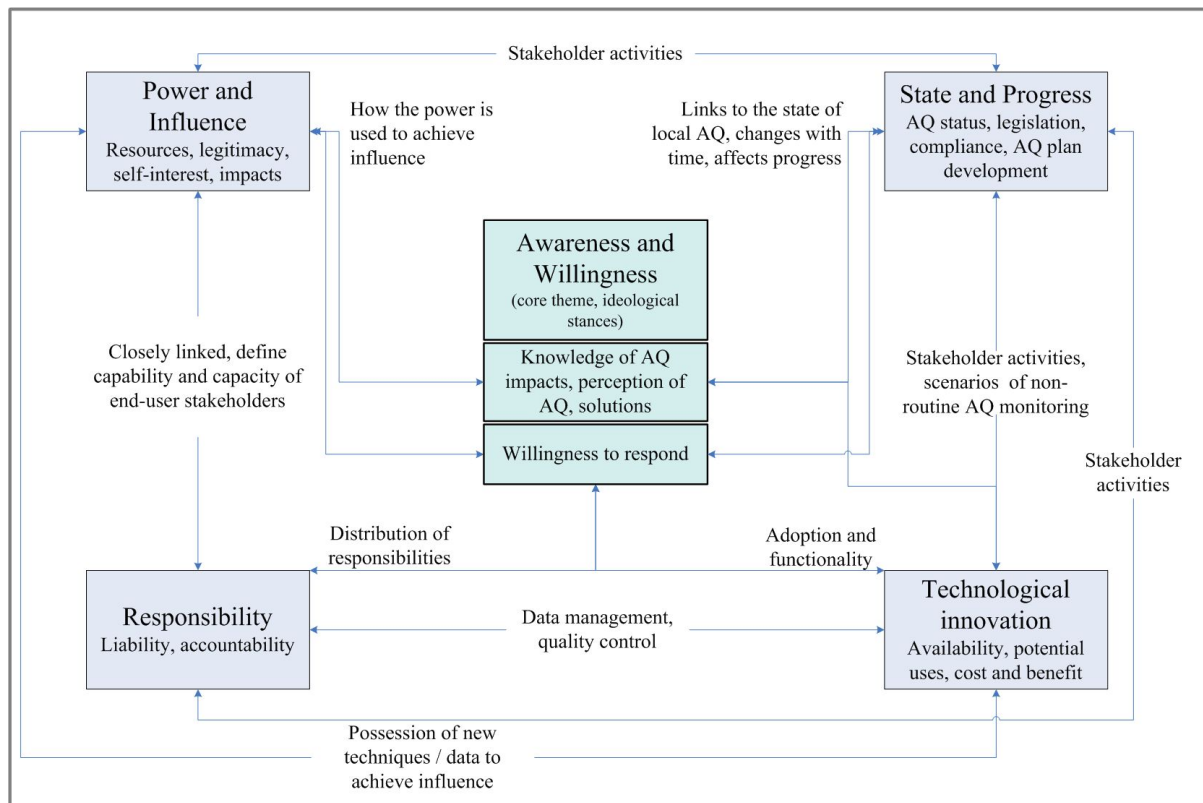 Stakeholder activities
Power and
Influence
Resources, legitimacy,
self-interest, impacts
How the power is
used to achieve
influence
Links to the state of
local AQ, changes with
time, affects progress
State and Progress
AQ status, legislation,
compliance, AQ plan
development
Awareness and
Willingness
(core theme, ideological
stances)
Knowledge of AQ
impacts, perception of
AQ, solutions
Willingness to respond
Closely linked, define
capability and capacity of
end-user stakeholders
Stakeholder activities,
scenarios of non-
routine AQ monitoring
Stakeholder
activities
Distribution of
responsibilities
Adoption and
functionality
Responsibility
Liability, accountability
Data management,
quality control
Technological
innovation
Availability, potential
uses, cost and benefit
Possession of new
techniques / data to
achieve influence